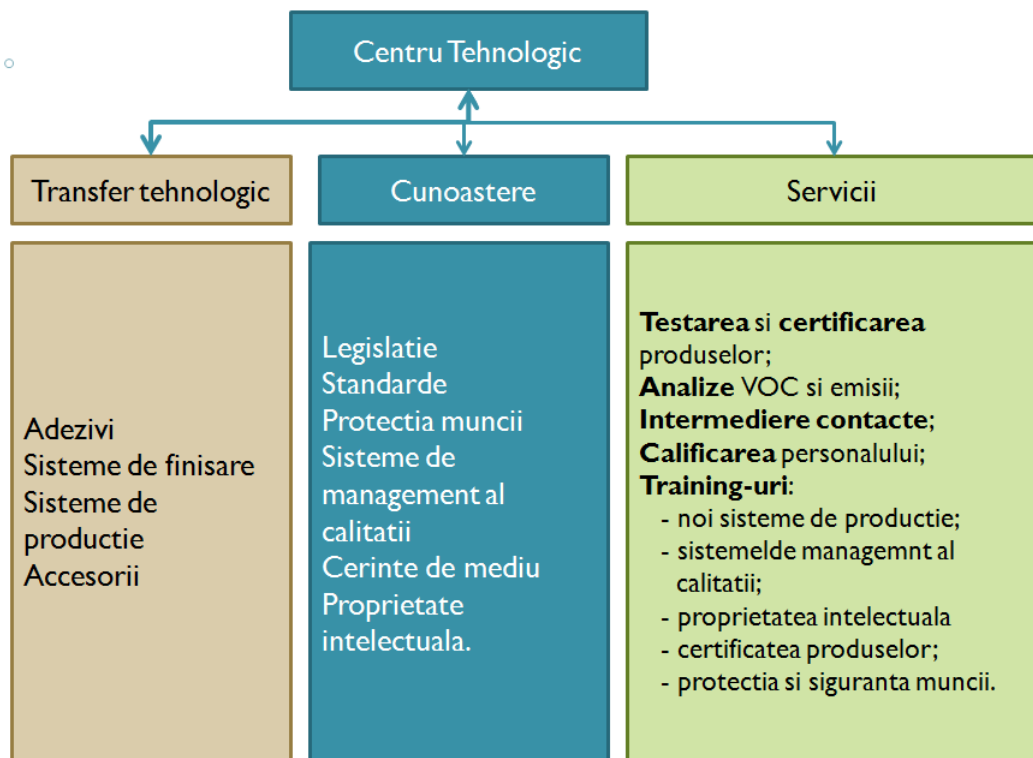 Centru Tehnologic
Transfer tehnologic
Cunoastere
Servicii
Adezivi
Sisteme de finisare
Sisteme de
productie
Accesorii
Legislatie
Standarde
Protectia muncii
Sisteme de
management al
calitatii
Cerinte de mediu
Proprietate
intelectuala.
Testarea si certificarea
produselor;
Analize VOC si emisii;
Intermediere contacte;
Calificarea personalului;
Training-uri:
- noi sisteme de productie;
- sistemelde managemnt al
calitatii;
- proprietatea intelectuala
- certificatea produselor;
- protectia si siguranta muncii.